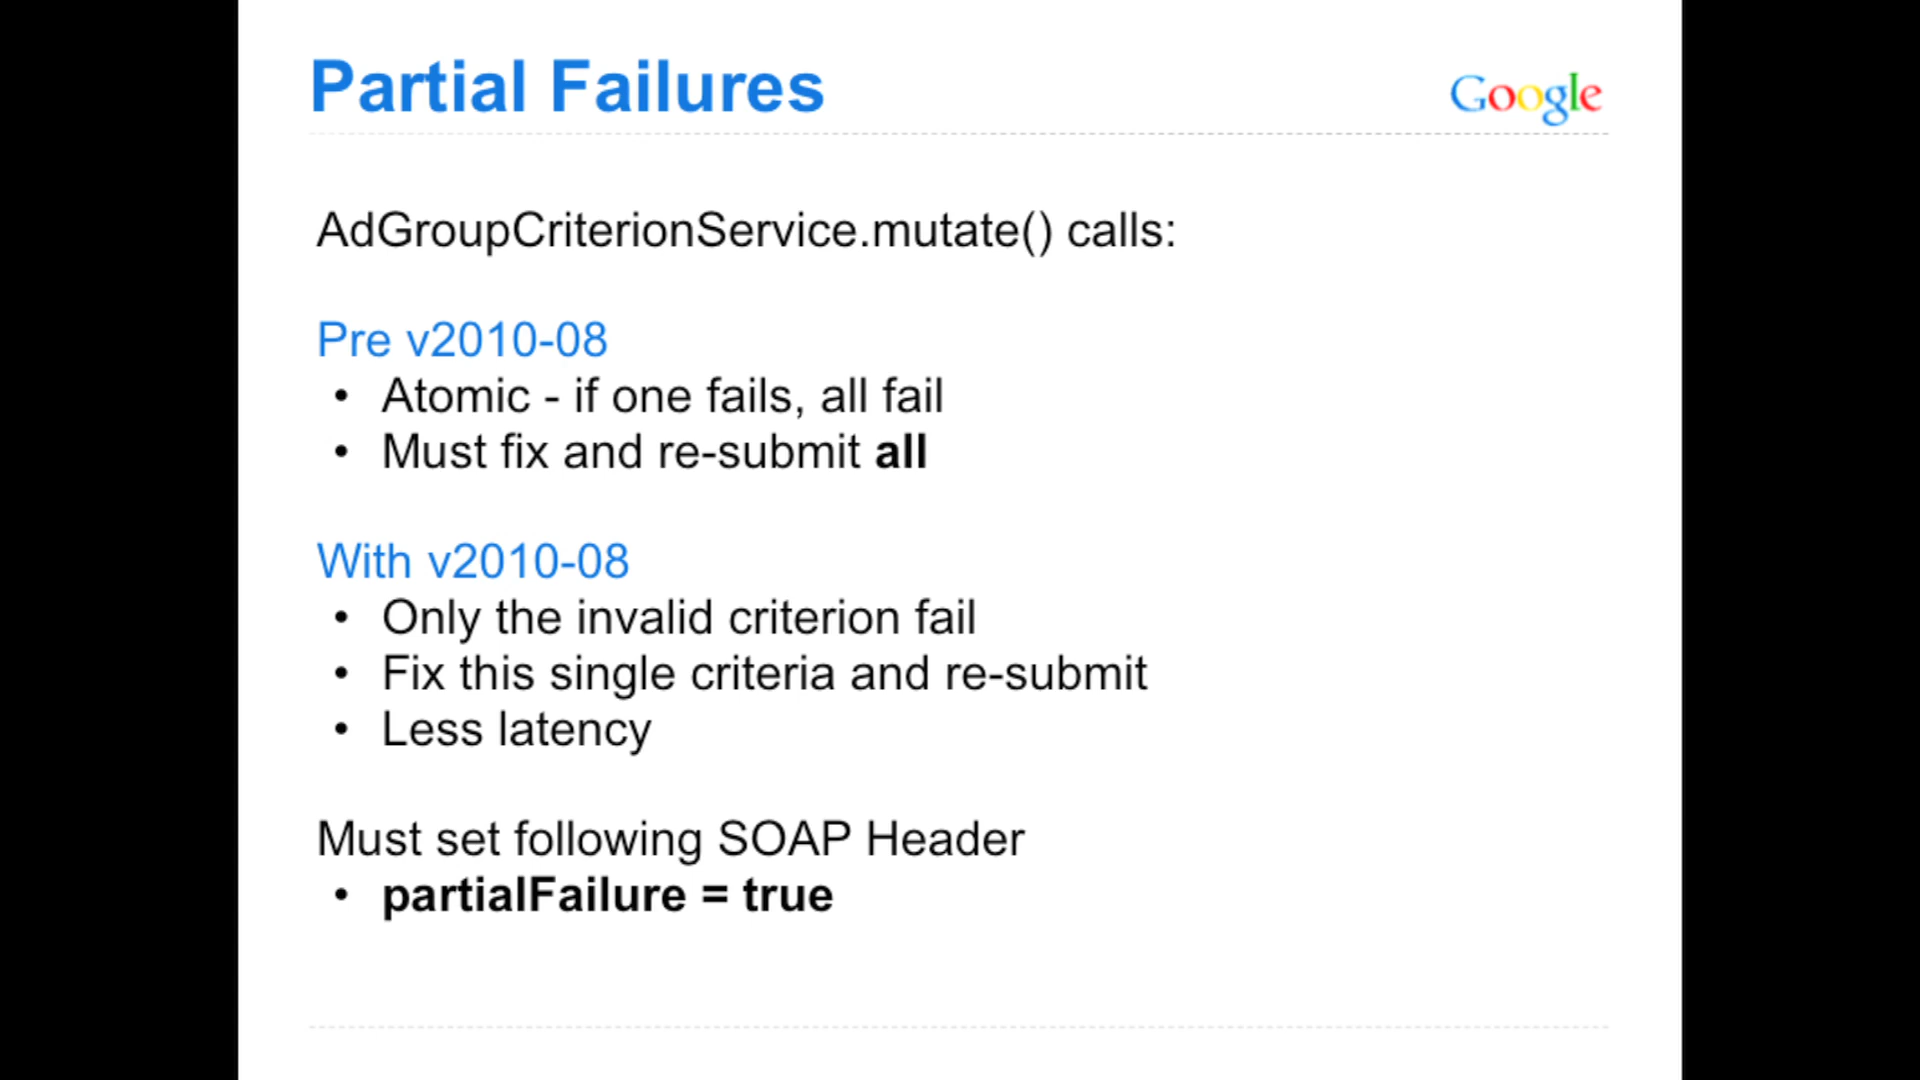 Partial Failures
Google
AdGroupCriterionService.mutate() calls:
Pre v2010-08
• Atomic - if one fails, all fail
• Must fix and re-submit all
With v2010-08
• Only the invalid criterion fail
• Fix this single criteria and re-submit
• Less latency
Must set following SOAP Header
• partialFailure = true